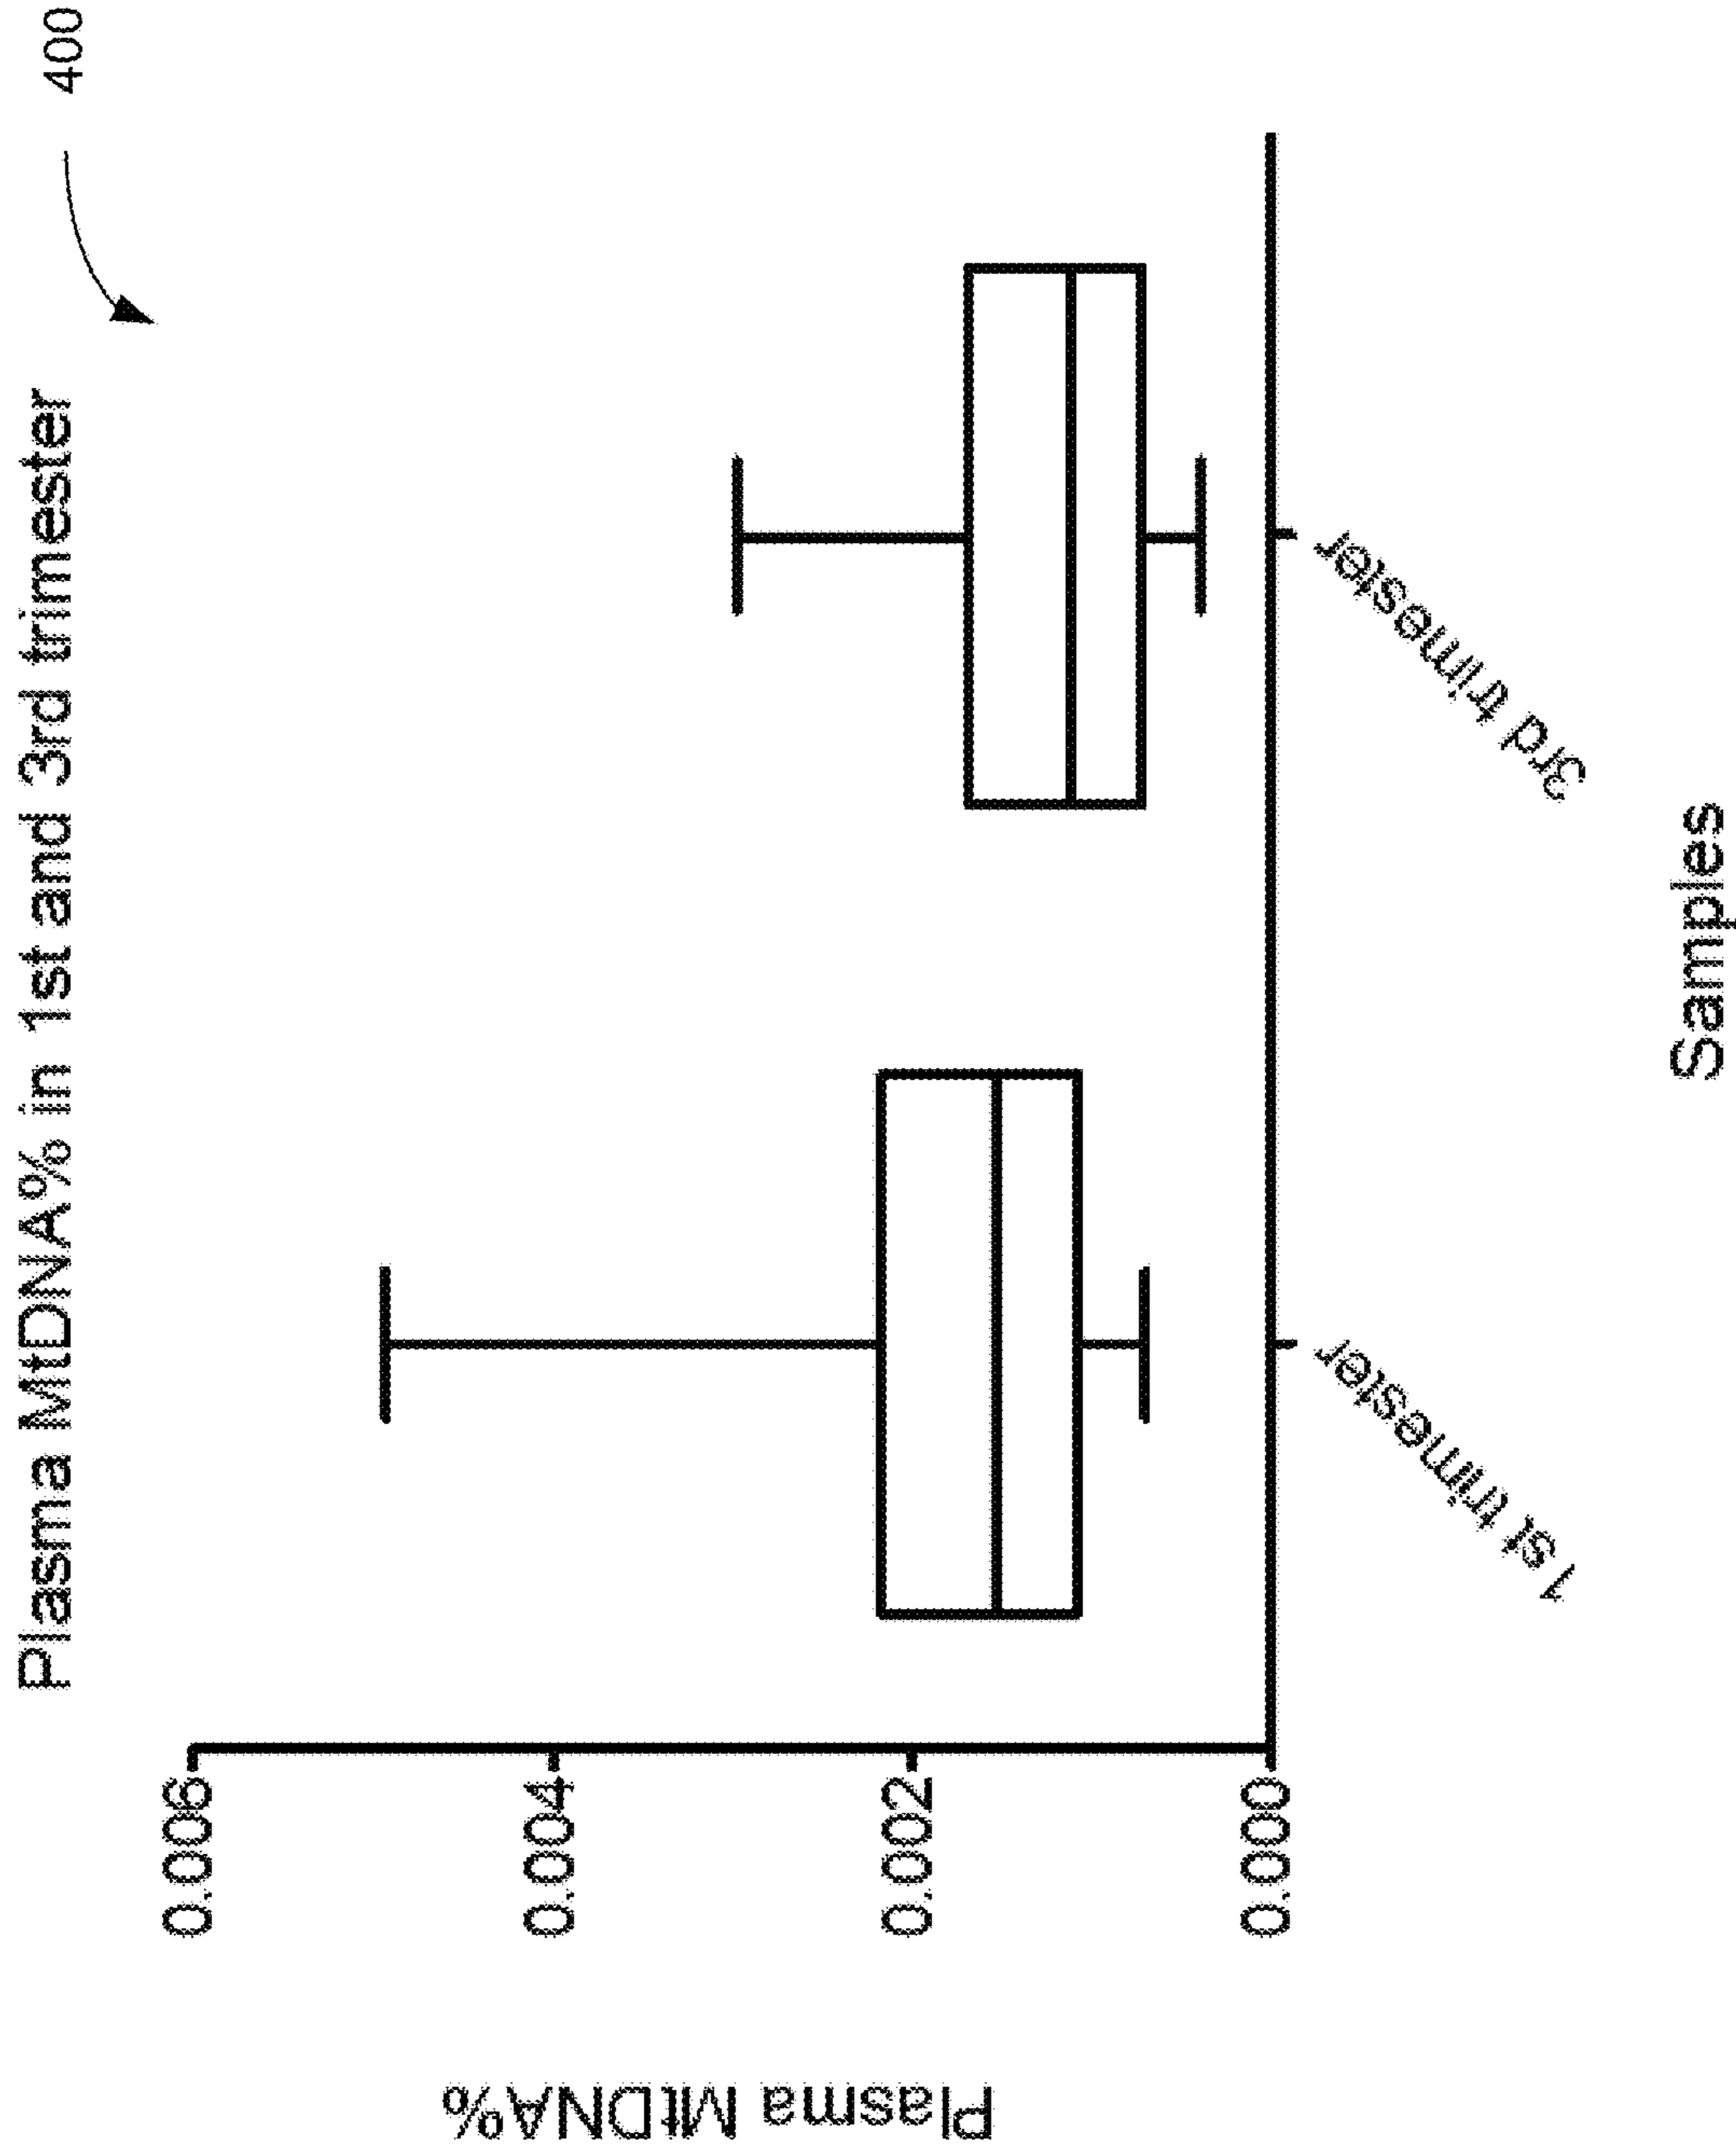 Plasma MtDNA% in 1st and 3rd trimester
400
Plasma MtDNA%
0.006
0.004
0.002
0.000
1st trimester
3rd trimester
Samples